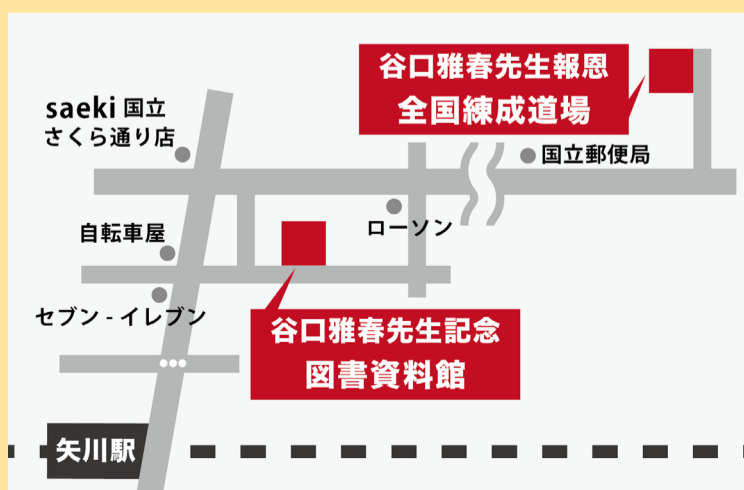 谷口雅春先生報恩
全国練成道場
saeki 国立
さくら通り店
国立郵便局
ローソン
自転車屋
セブン - イレブン
谷口雅春先生記念
図書資料館
矢川駅